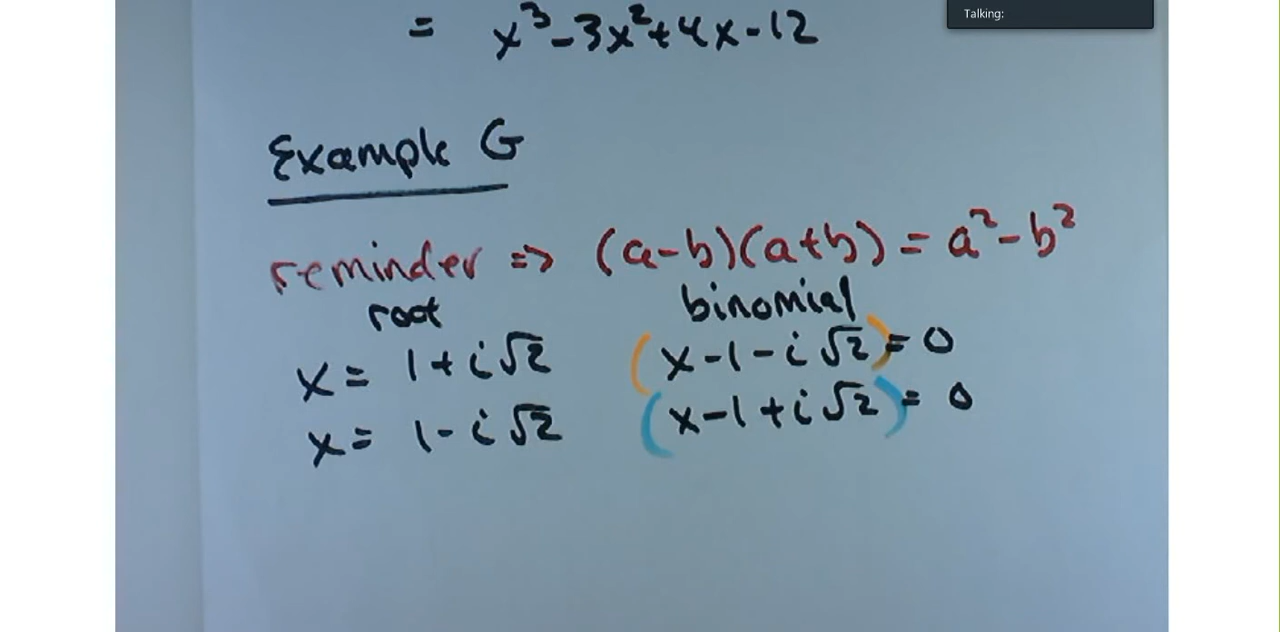 Talking:
= x³-3x²+4x-12
Example G
reminder => (a-b)(a+b) = a²-b²
root binomial
x = 1+i√2 (x-1-i√2) = 0
x = 1-i√2 (x-1+i√2) = 0